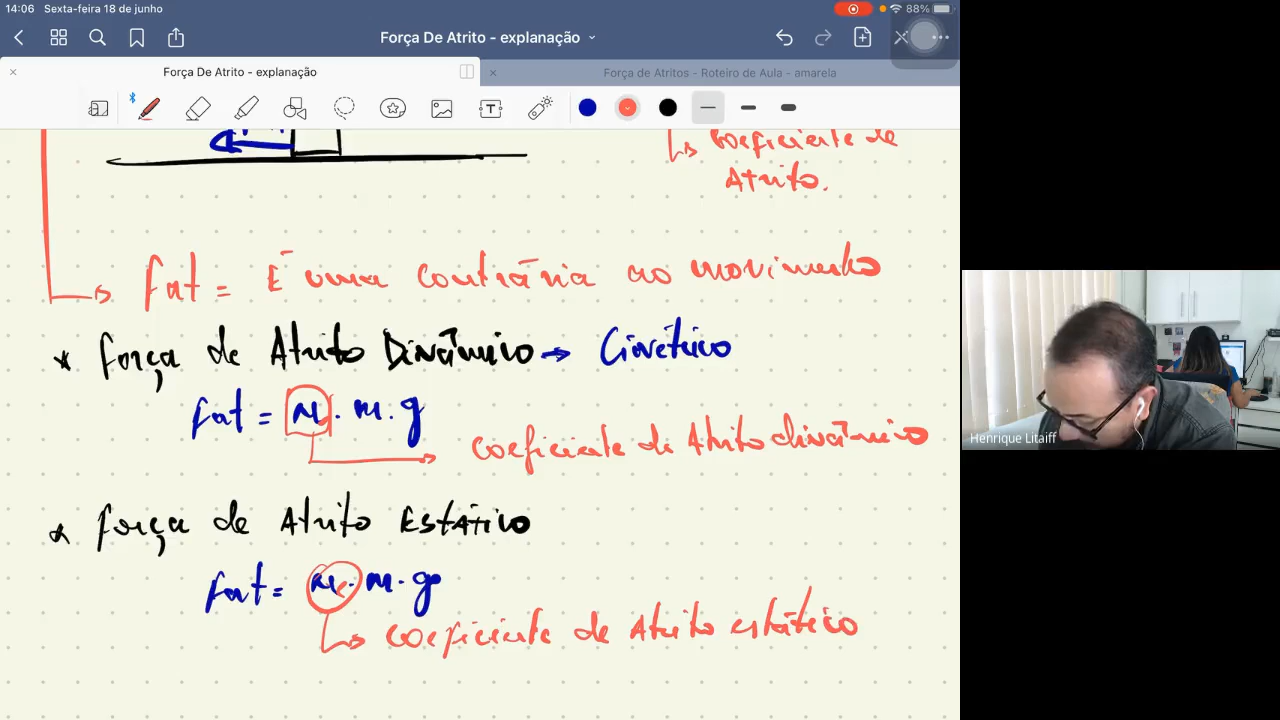 14:06 Sexta-feira 18 de junho
88%
Força De Atrito - explanação
Força De Atrito - explanação
Força de Atritos - Roteiro de Aula - amarela
↳ Coeficiente de
Atrito.
fat = É uma contrária ao movimento
* Força de Atrito Dinâmico → Cinético
fat = μ. m. g
Coeficiente de Atrito dinâmico
* Força de Atrito Estático
fat = μe. m. g
↳ coeficiente de Atrito estático
Henrique Litaiff